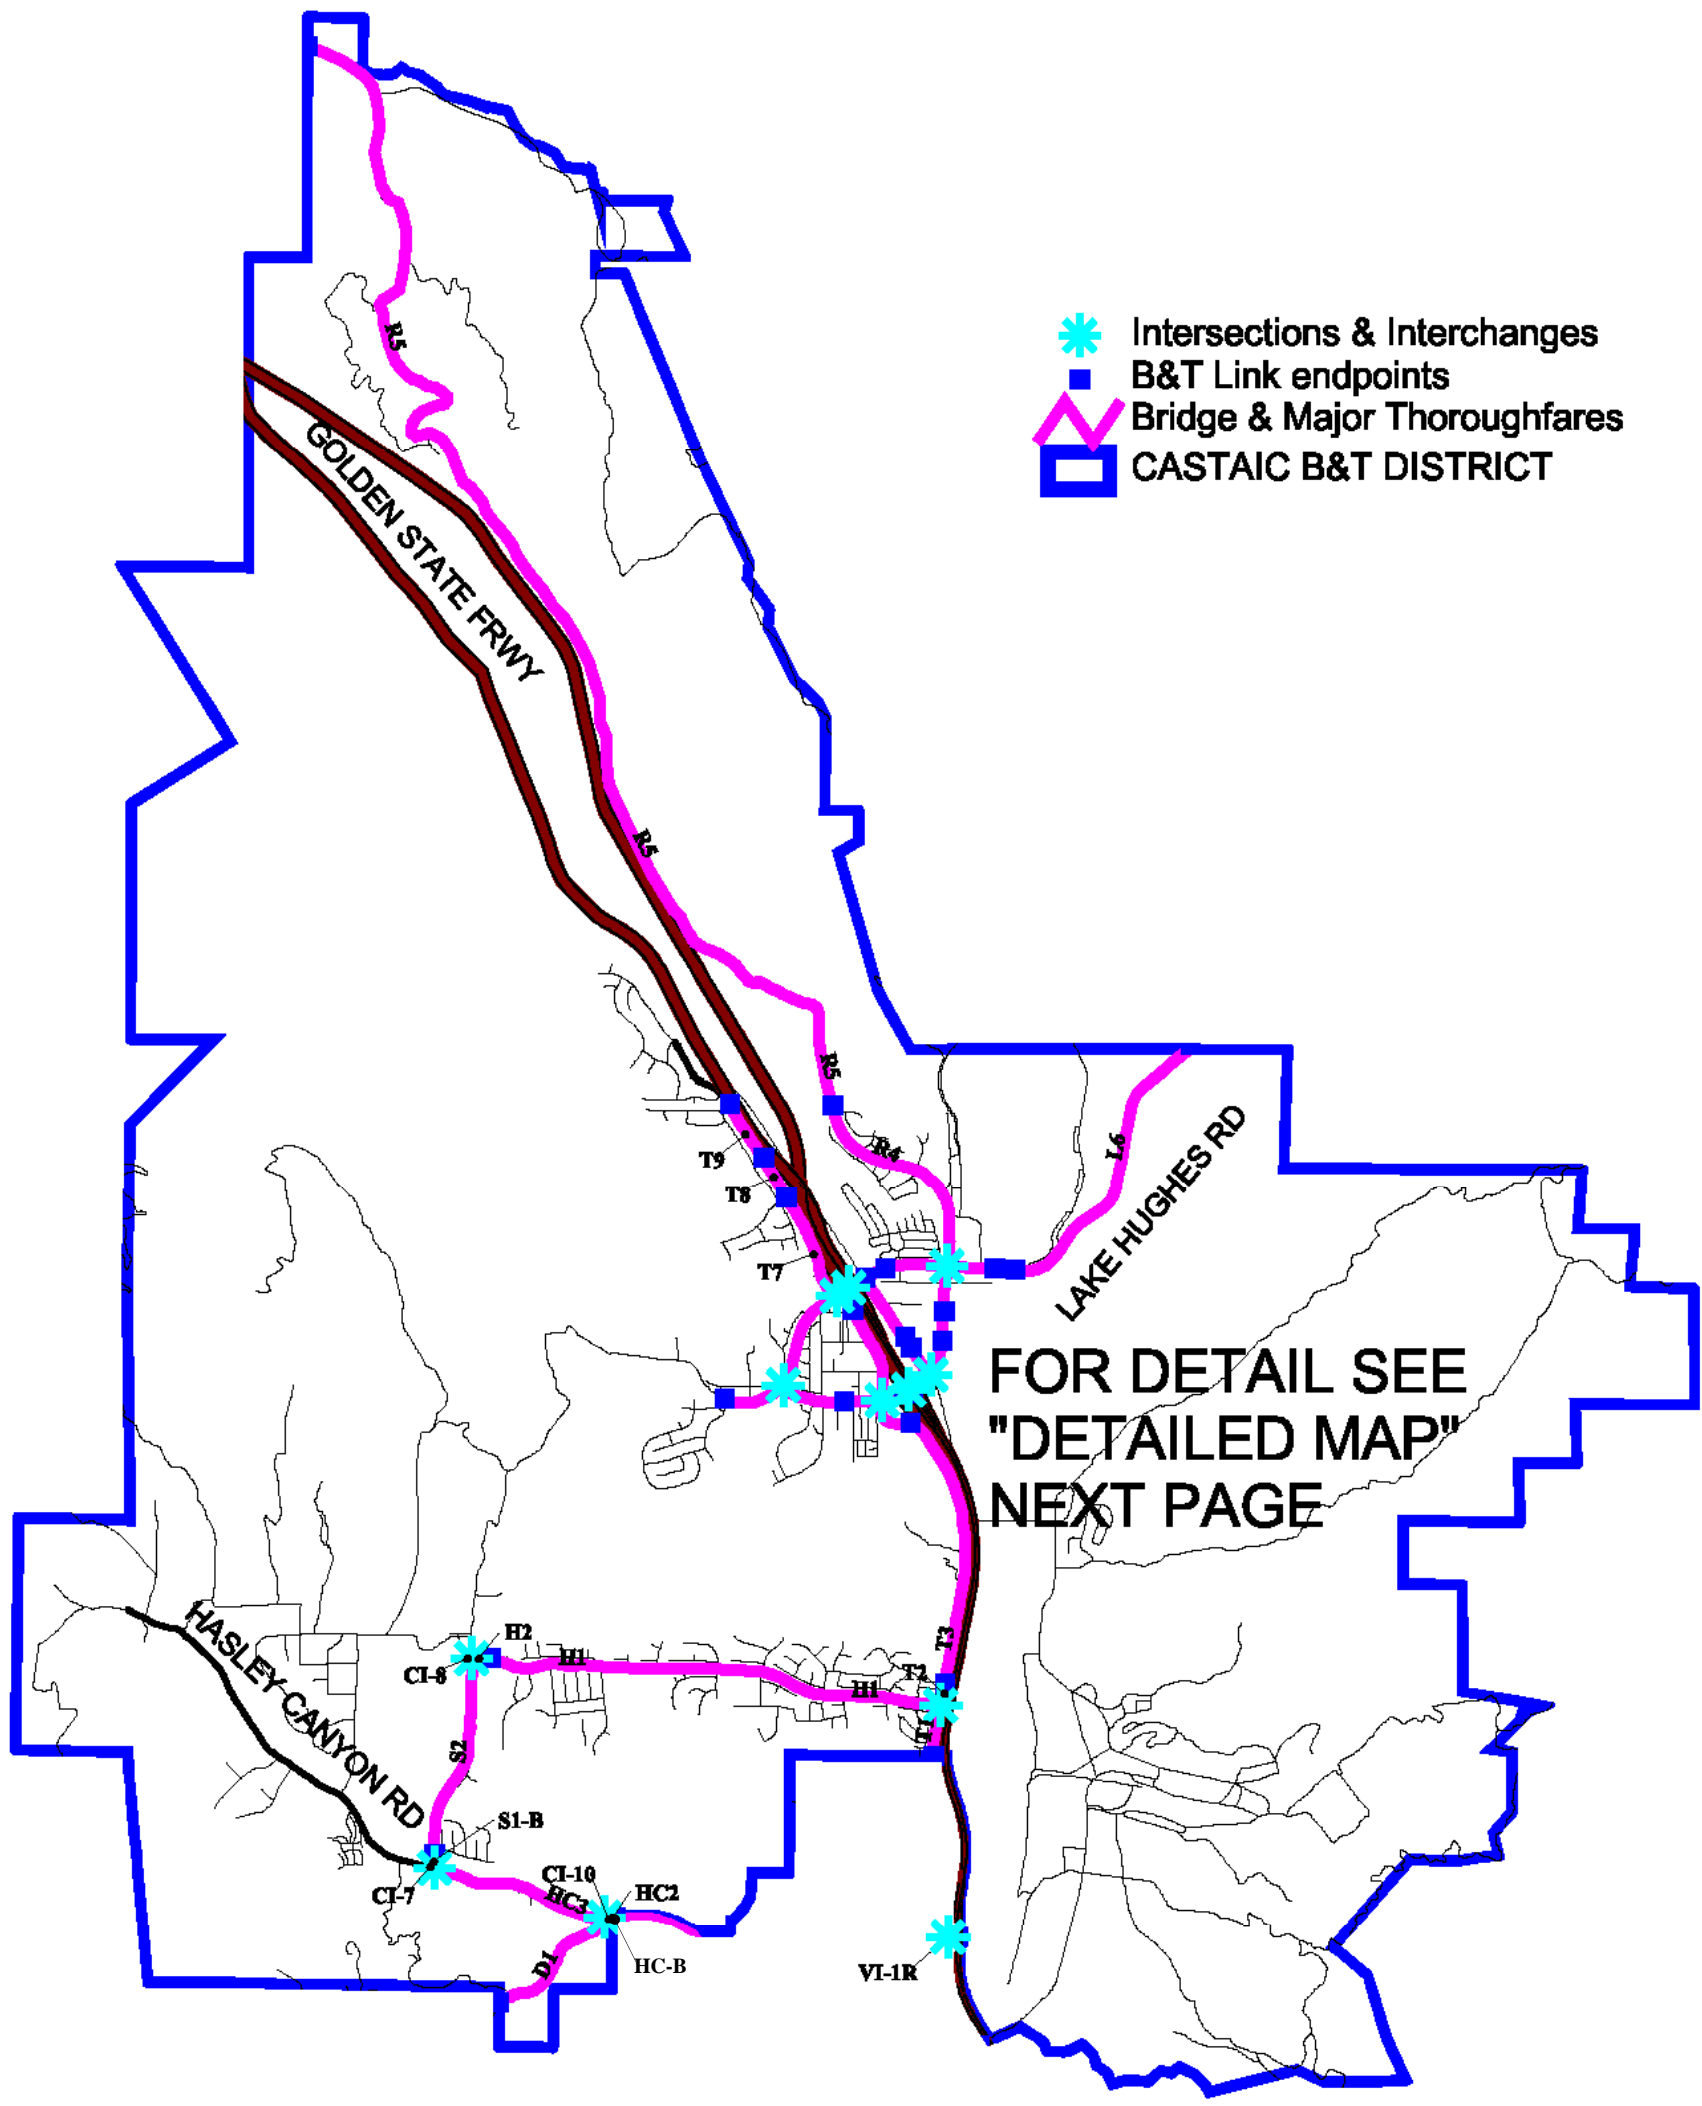 R5
Intersections & Interchanges
B&T Link endpoints
Bridge & Major Thoroughfares
CASTAIC B&T DISTRICT
GOLDEN STATE FRWY
R5
R5
R4
L6
LAKE HUGHES RD
T9
T8
T7
FOR DETAIL SEE
"DETAILED MAP"
NEXT PAGE
HASLEY CANYON RD
H2
CI-8
H1
H1
T3
T2
T1
S2
S1-B
CI-7
CI-10
HC3
HC2
HC-B
D1
VI-1R